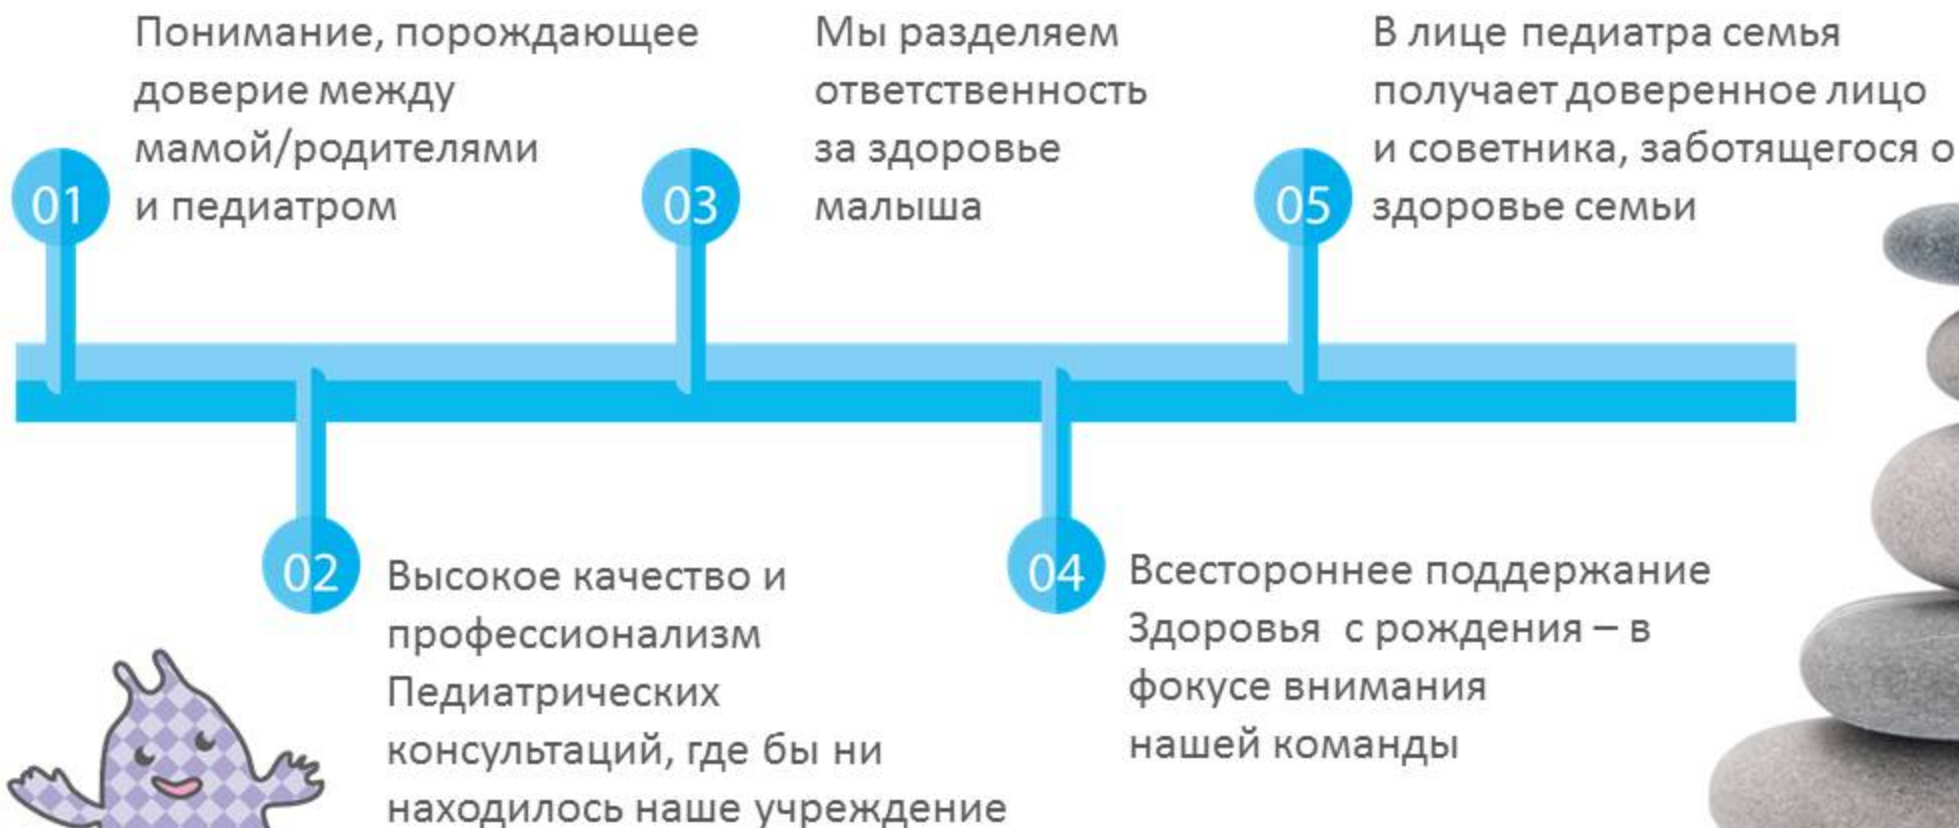 01
Понимание, порождающее
доверие между
мамой/родителями
и педиатром
02
Высокое качество и
профессионализм
Педиатрических
консультаций, где бы ни
находилось наше учреждение
03
Мы разделяем
ответственность
за здоровье
малыша
04
Всестороннее поддержание
Здоровья с рождения – в
фокусе внимания
нашей команды
05
В лице педиатра семья
получает доверенное лицо
и советника, заботящегося о
здоровье семьи